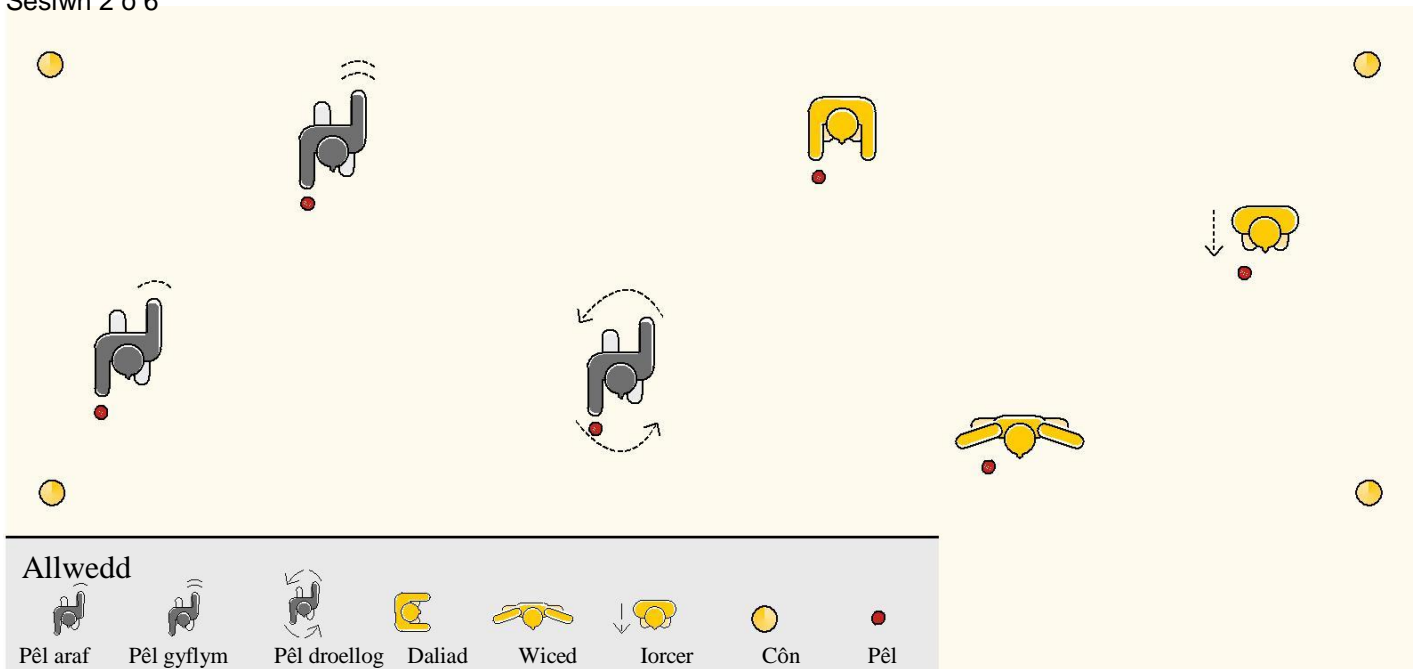 Sesiwn 2 o 6
Allwedd
Pêl araf Pêl gyflym Pêl droellog Daliad Wiced Iorcer Côn Pêl